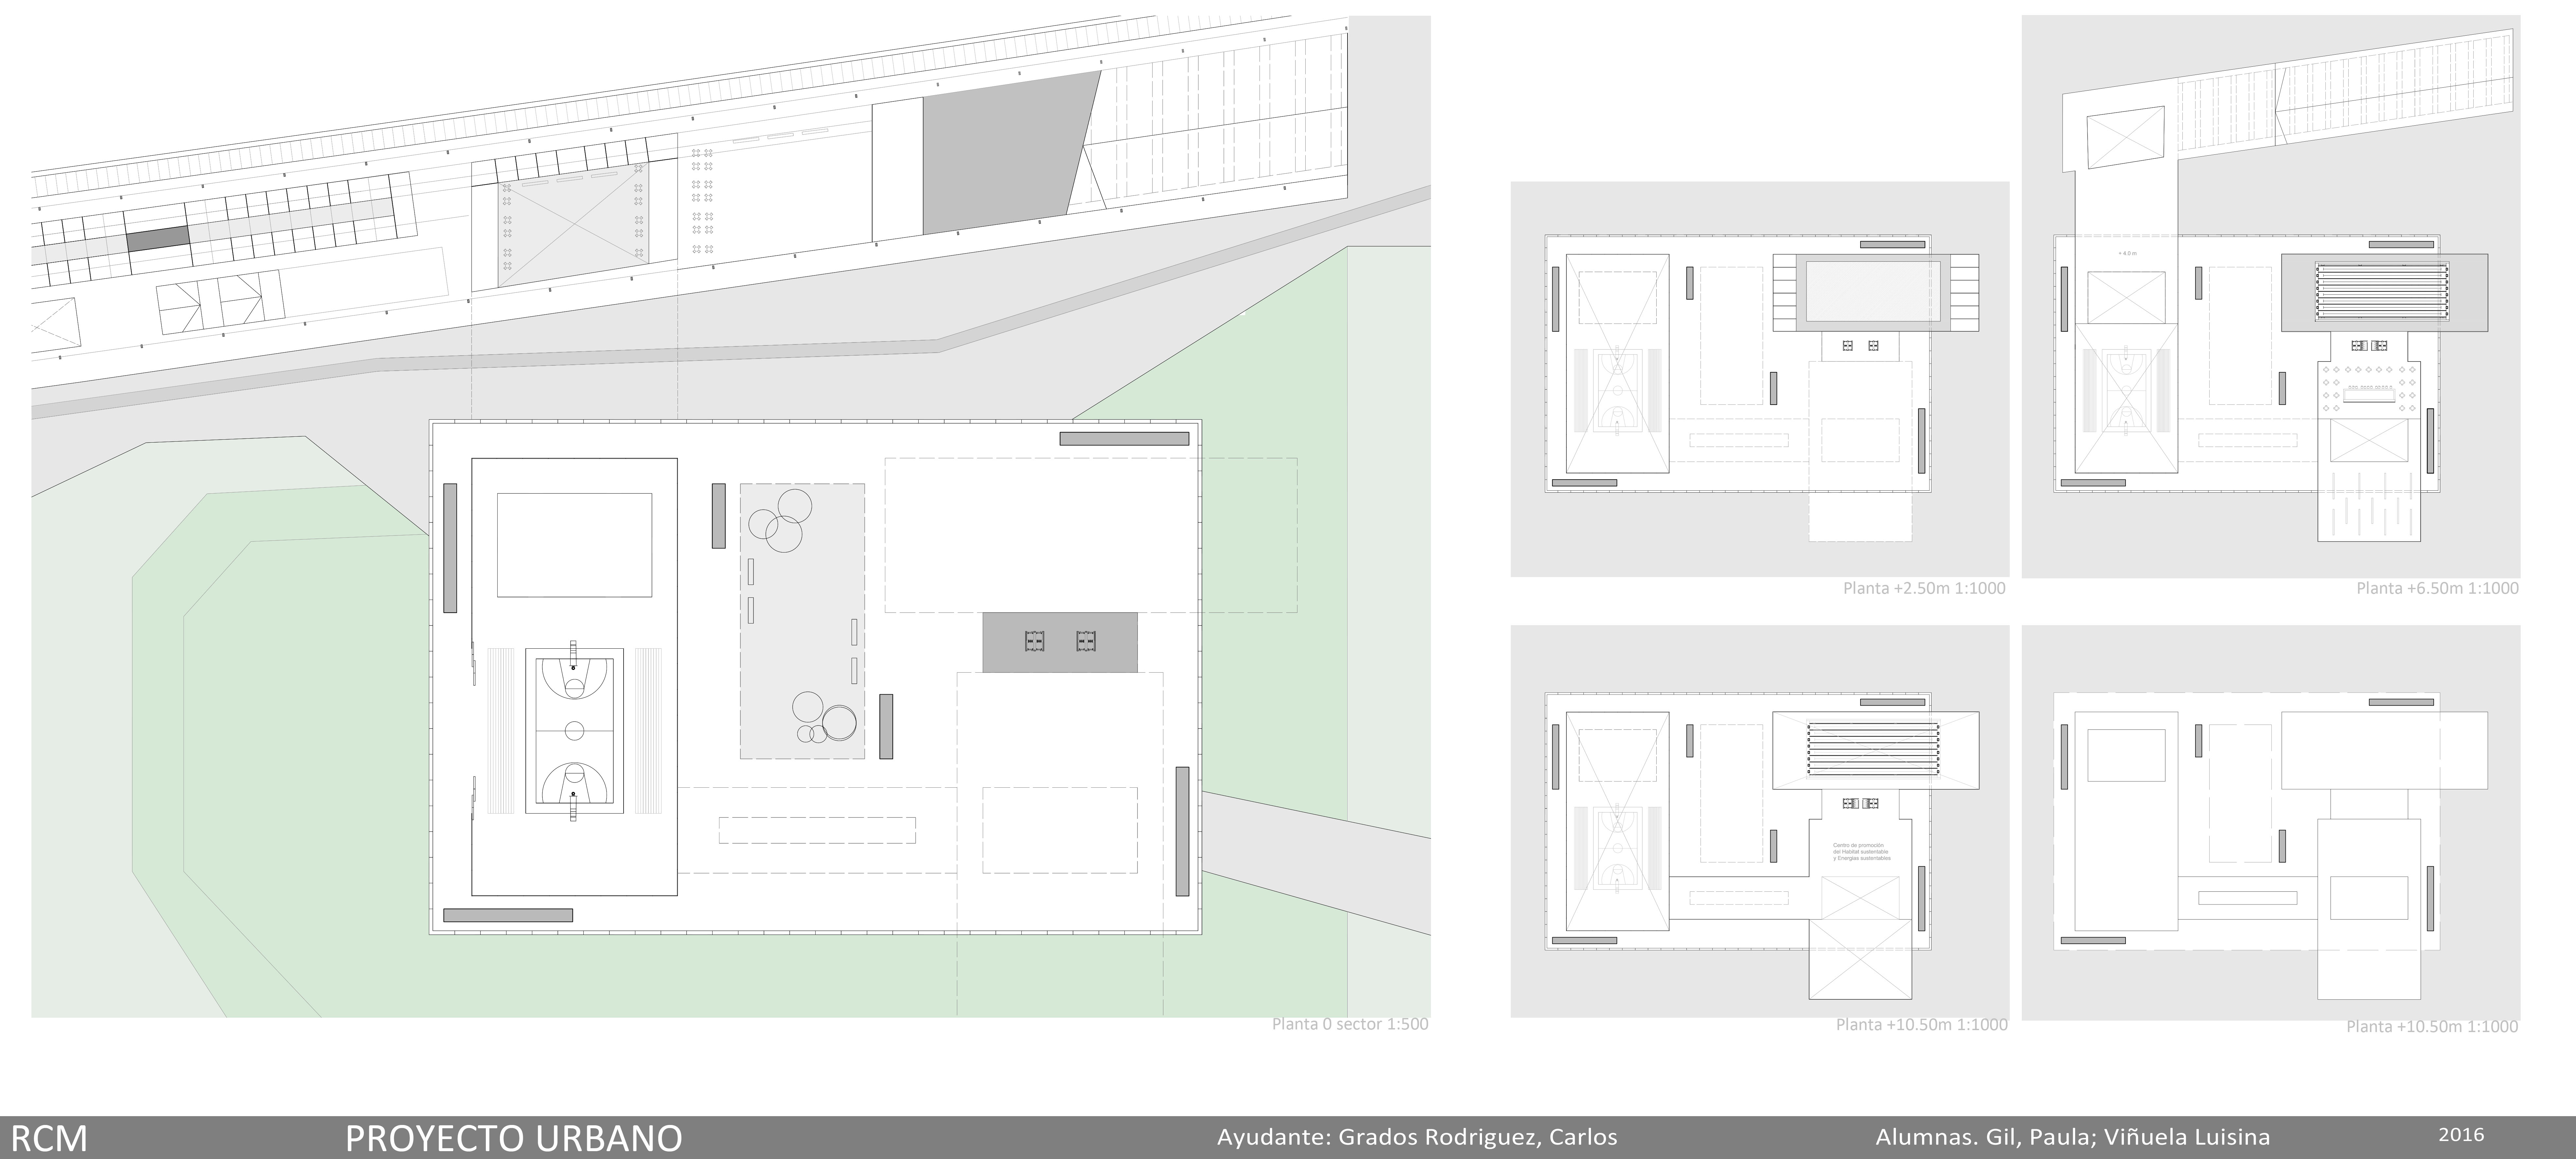 + 4.0 m
Planta +2.50m 1:1000
Planta +6.50m 1:1000
Centro de promoción
del Habitat sustentable
y Energías sustentables
Planta 0 sector 1:500
Planta +10.50m 1:1000
Planta +10.50m 1:1000
RCM
PROYECTO URBANO
Ayudante: Grados Rodriguez, Carlos
Alumnas. Gil, Paula; Viñuela Luisina
2016